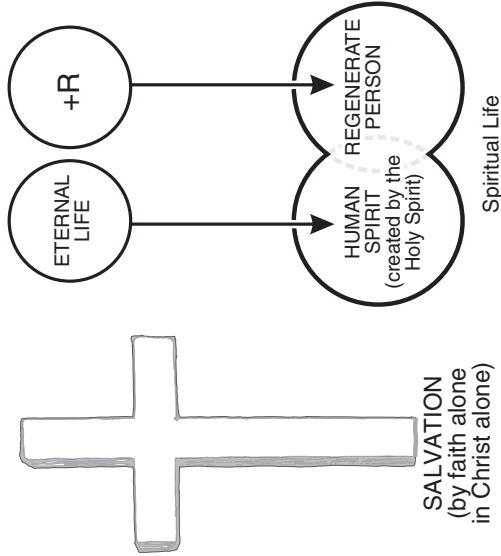 SALVATION
(by faith alone
in Christ alone)
ETERNAL
LIFE
+R
HUMAN
SPIRIT
(created by the
Holy Spirit)
REGENERATE
PERSON
Spiritual Life